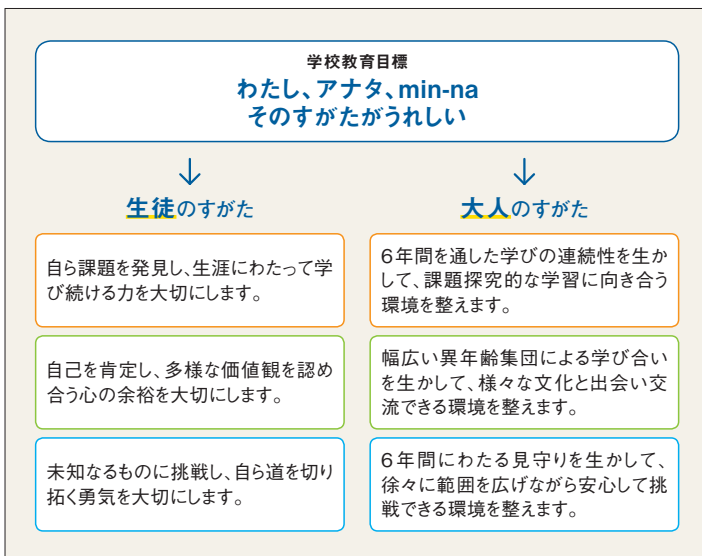 学校教育目標
わたし、アナタ、min-na
そのすがたがうれしい
↓
↓
生徒のすがた
大人のすがた
自ら課題を発見し、生涯にわたって学
び続ける力を大切にします。
6年間を通した学びの連続性を生か
して、課題探究的な学習に向き合う
環境を整えます。
自己を肯定し、多様な価値観を認め
合う心の余裕を大切にします。
幅広い異年齢集団による学び合い
を生かして、様々な文化と出会い交
流できる環境を整えます。
未知なるものに挑戦し、自ら道を切り
拓く勇気を大切にします。
6年間にわたる見守りを生かして、
徐々に範囲を広げながら安心して挑
戦できる環境を整えます。